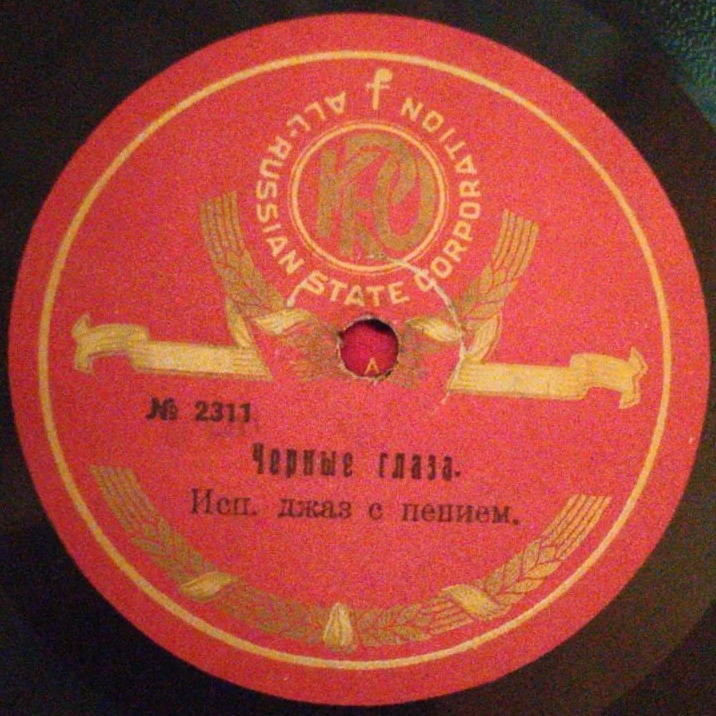 ALL-RUSSIAN STATE CORPORATION
№ 2311
Черные глаза.
Исп. джаз с пением.